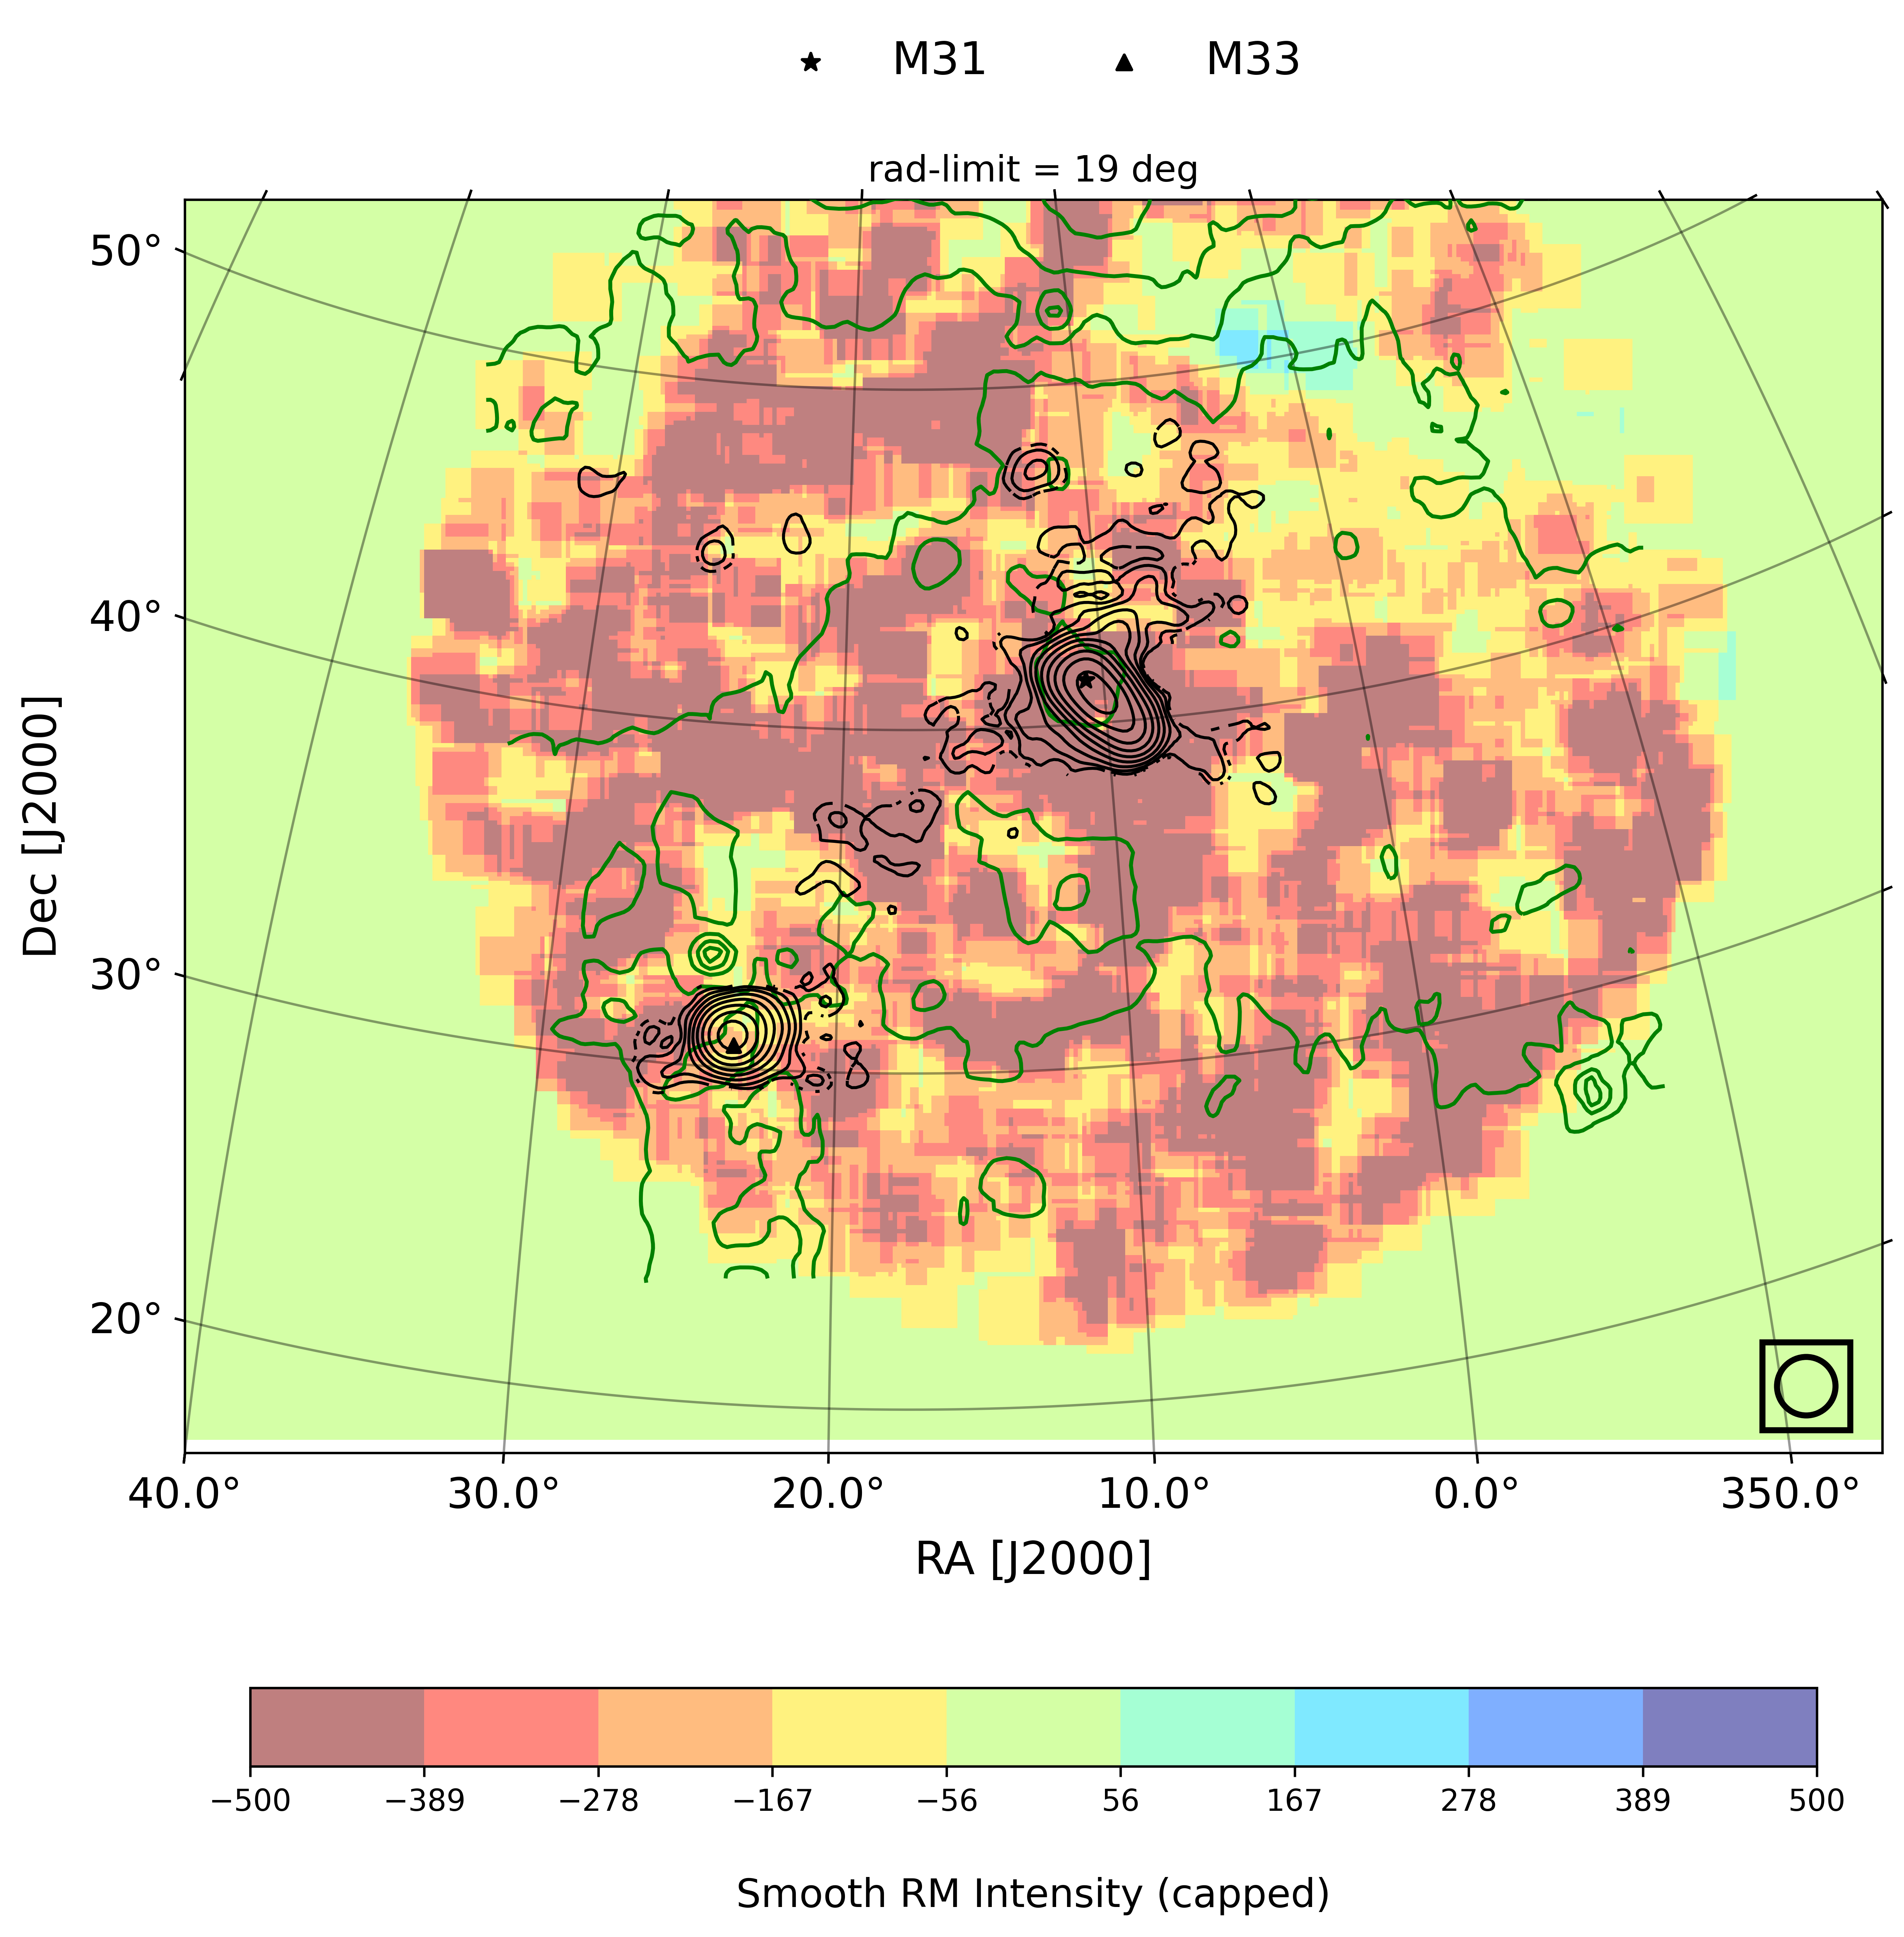 M31 M33
rad-limit = 19 deg
50°
40°
30°
20°
Dec [J2000]
40.0° 30.0° 20.0° 10.0° 0.0° 350.0°
RA [J2000]
−500 −389 −278 −167 −56 56 167 278 389 500
Smooth RM Intensity (capped)